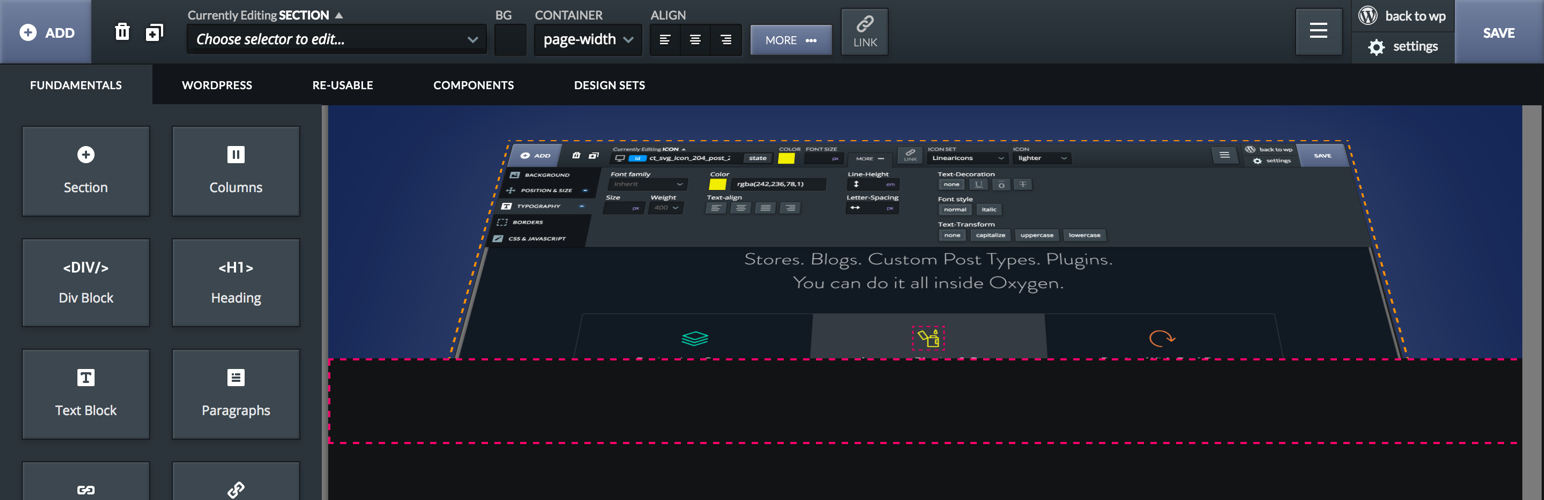 ADD
Currently Editing SECTION
Choose selector to edit...
BG
CONTAINER
page-width
ALIGN
MORE
LINK
back to wp
settings
SAVE
FUNDAMENTALS WORDPRESS RE-USABLE COMPONENTS DESIGN SETS
Section
Columns
<DIV/>
Div Block
<H1>
Heading
Text Block
Paragraphs
ADD
Currently Editing ICON
id ct_svg_icon_204_post_2
state
COLOR
FONT SIZE
px
MORE
LINK
ICON SET
Linearicons
ICON
lighter
back to wp
settings
SAVE
BACKGROUND
POSITION & SIZE
TYPOGRAPHY
BORDERS
CSS & JAVASCRIPT
Font family
Inherit
Color
rgba(242,236,78,1)
Line-Height
em
Size
px
Weight
400
Text-align
Letter-Spacing
px
Text-Decoration
none U O T
Font style
normal italic
Text-Transform
none capitalize uppercase lowercase
Stores. Blogs. Custom Post Types. Plugins.
You can do it all inside Oxygen.